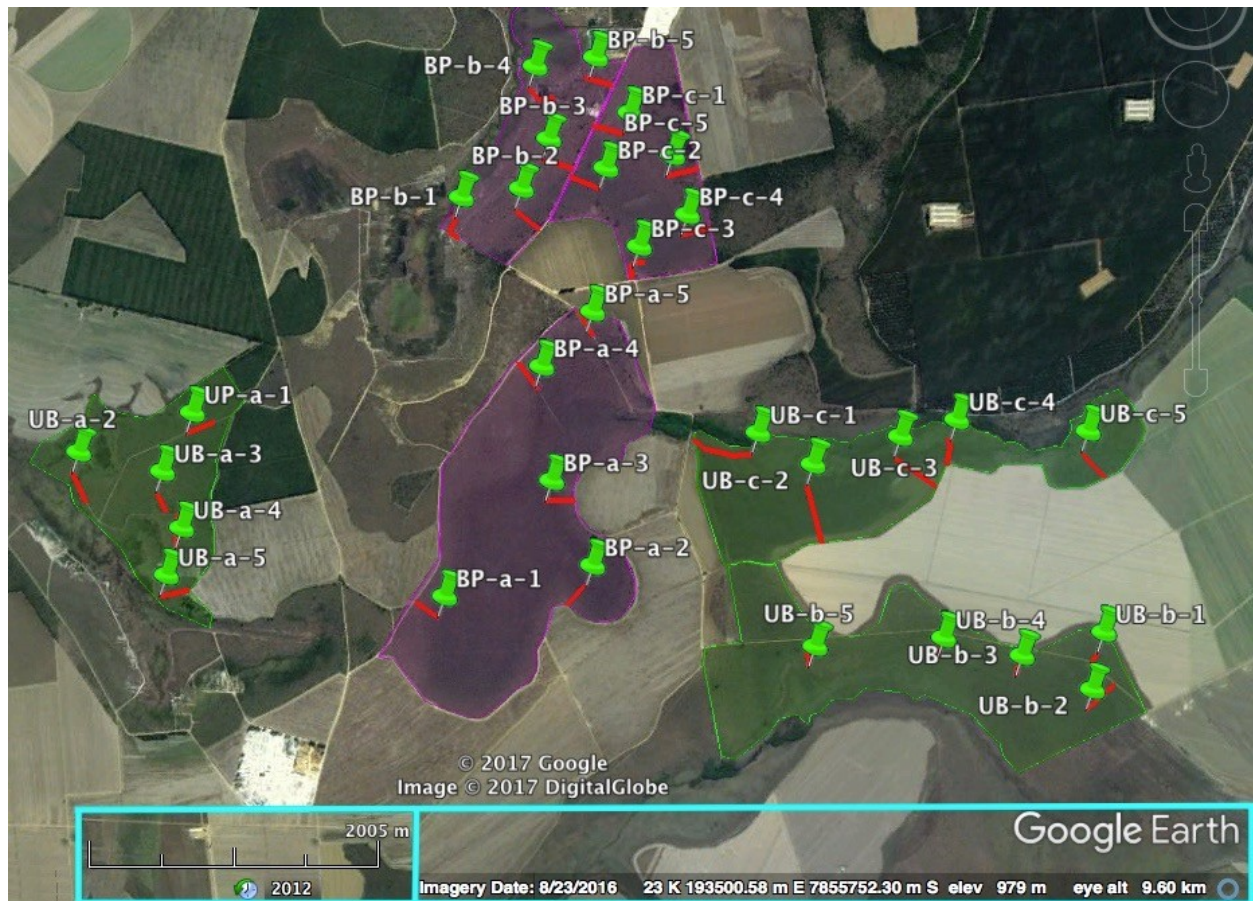 BP-b-5
BP-b-4
BP-c-1
BP-b-3
BP-c-5
BP-b-2
BP-c-2
BP-b-1
BP-c-4
BP-c-3
BP-a-5
BP-a-4
UP-a-1
UB-a-2
UB-c-1
UB-c-4
UB-c-5
UB-a-3
BP-a-3
UB-c-2
UB-c-3
UB-a-4
UB-a-5
BP-a-2
BP-a-1
UB-b-5
UB-b-4
UB-b-1
UB-b-3
UB-b-2
© 2017 Google
Image © 2017 DigitalGlobe
2005 m
Google Earth
2012
Imagery Date: 8/23/2016 23 K 193500.58 m E 7855752.30 m S elev 979 m eye alt 9.60 km